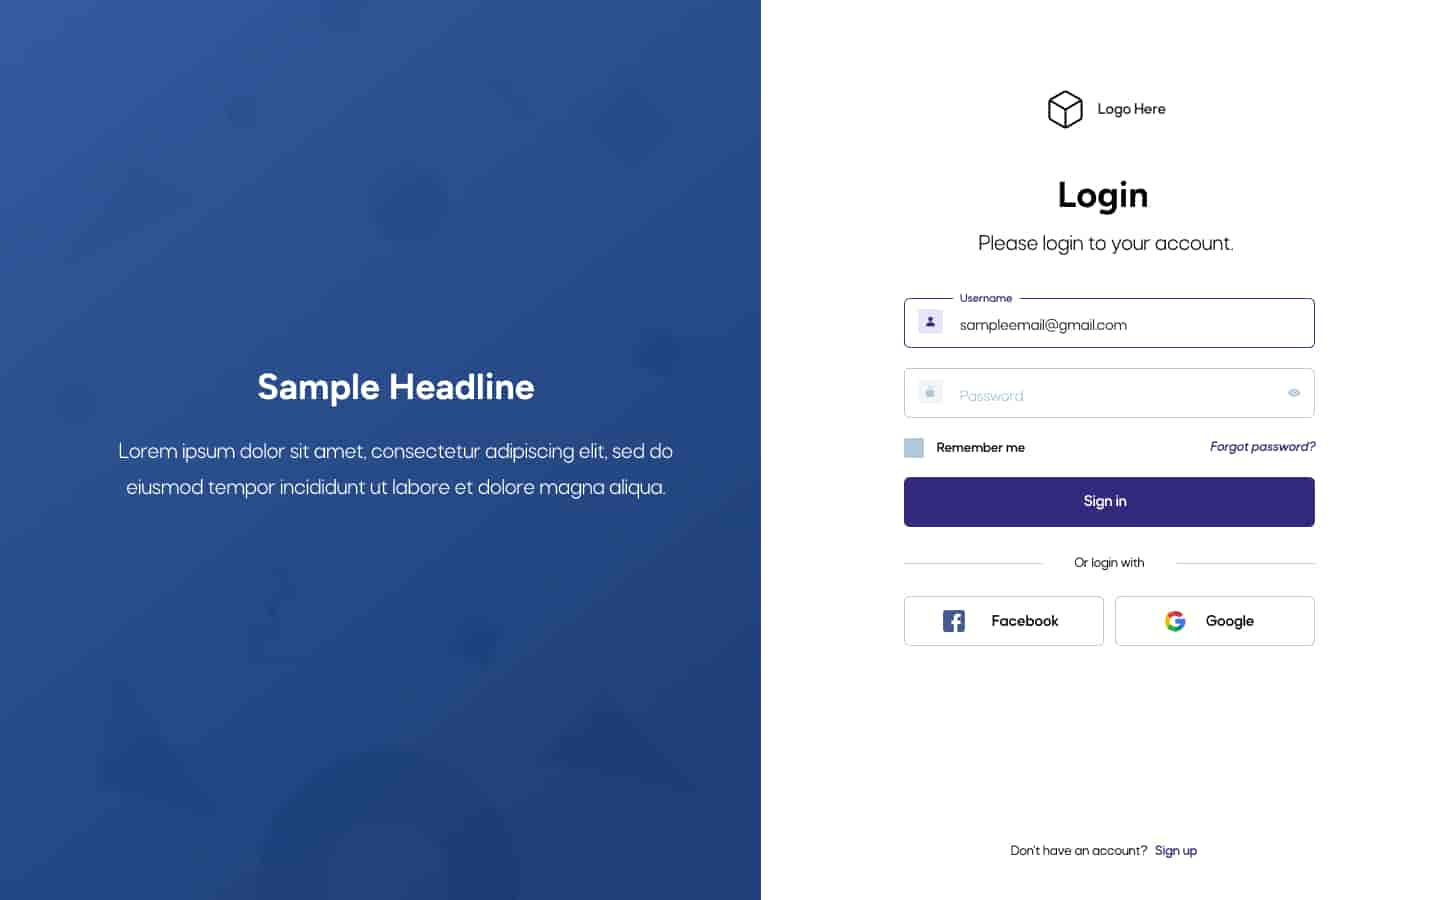 Sample Headline
Lorem ipsum dolor sit amet, consectetur adipiscing elit, sed do
eiusmod tempor incididunt ut labore et dolore magna aliqua.
Logo Here
Login
Please login to your account.
Username
sampleemail@gmail.com
Password
Remember me
Forgot password?
Sign in
Or login with
Facebook
Google
Don't have an account? Sign up